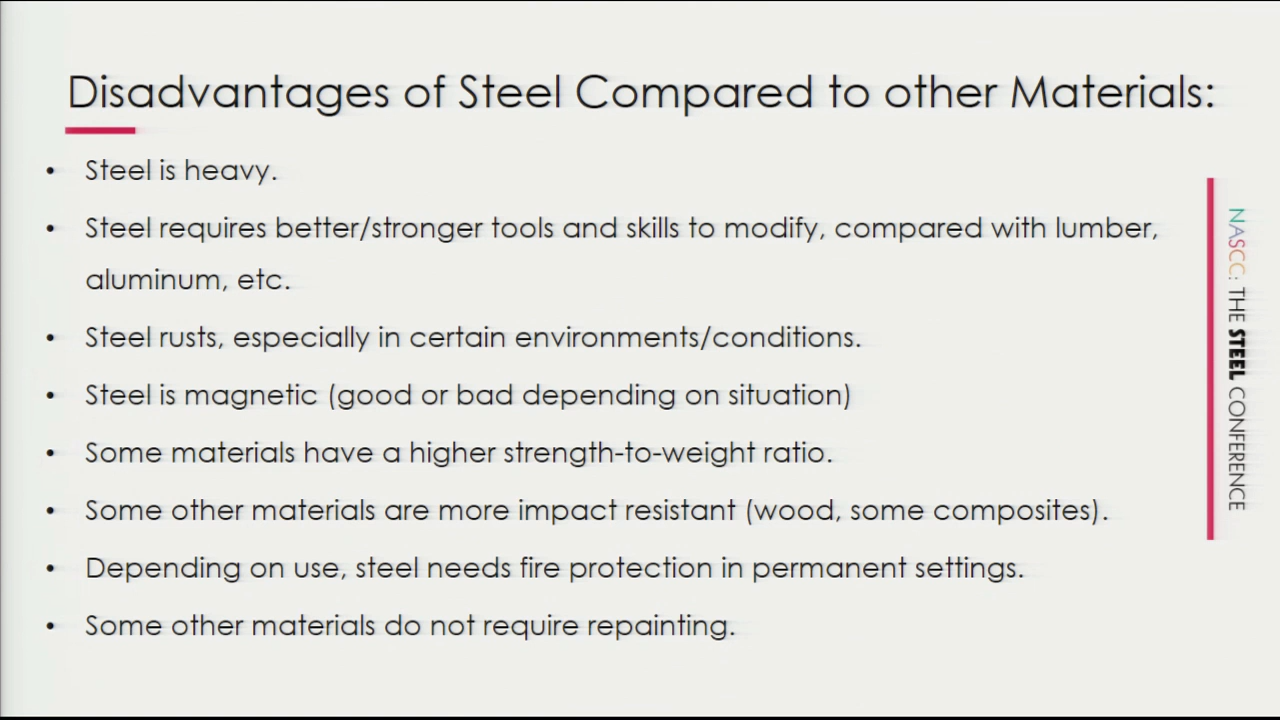 Disadvantages of Steel Compared to other Materials:
• Steel is heavy.
• Steel requires better/stronger tools and skills to modify, compared with lumber,
aluminum, etc.
• Steel rusts, especially in certain environments/conditions.
• Steel is magnetic (good or bad depending on situation)
• Some materials have a higher strength-to-weight ratio.
• Some other materials are more impact resistant (wood, some composites).
• Depending on use, steel needs fire protection in permanent settings.
• Some other materials do not require repainting.
NASCC: THE STEEL CONFERENCE